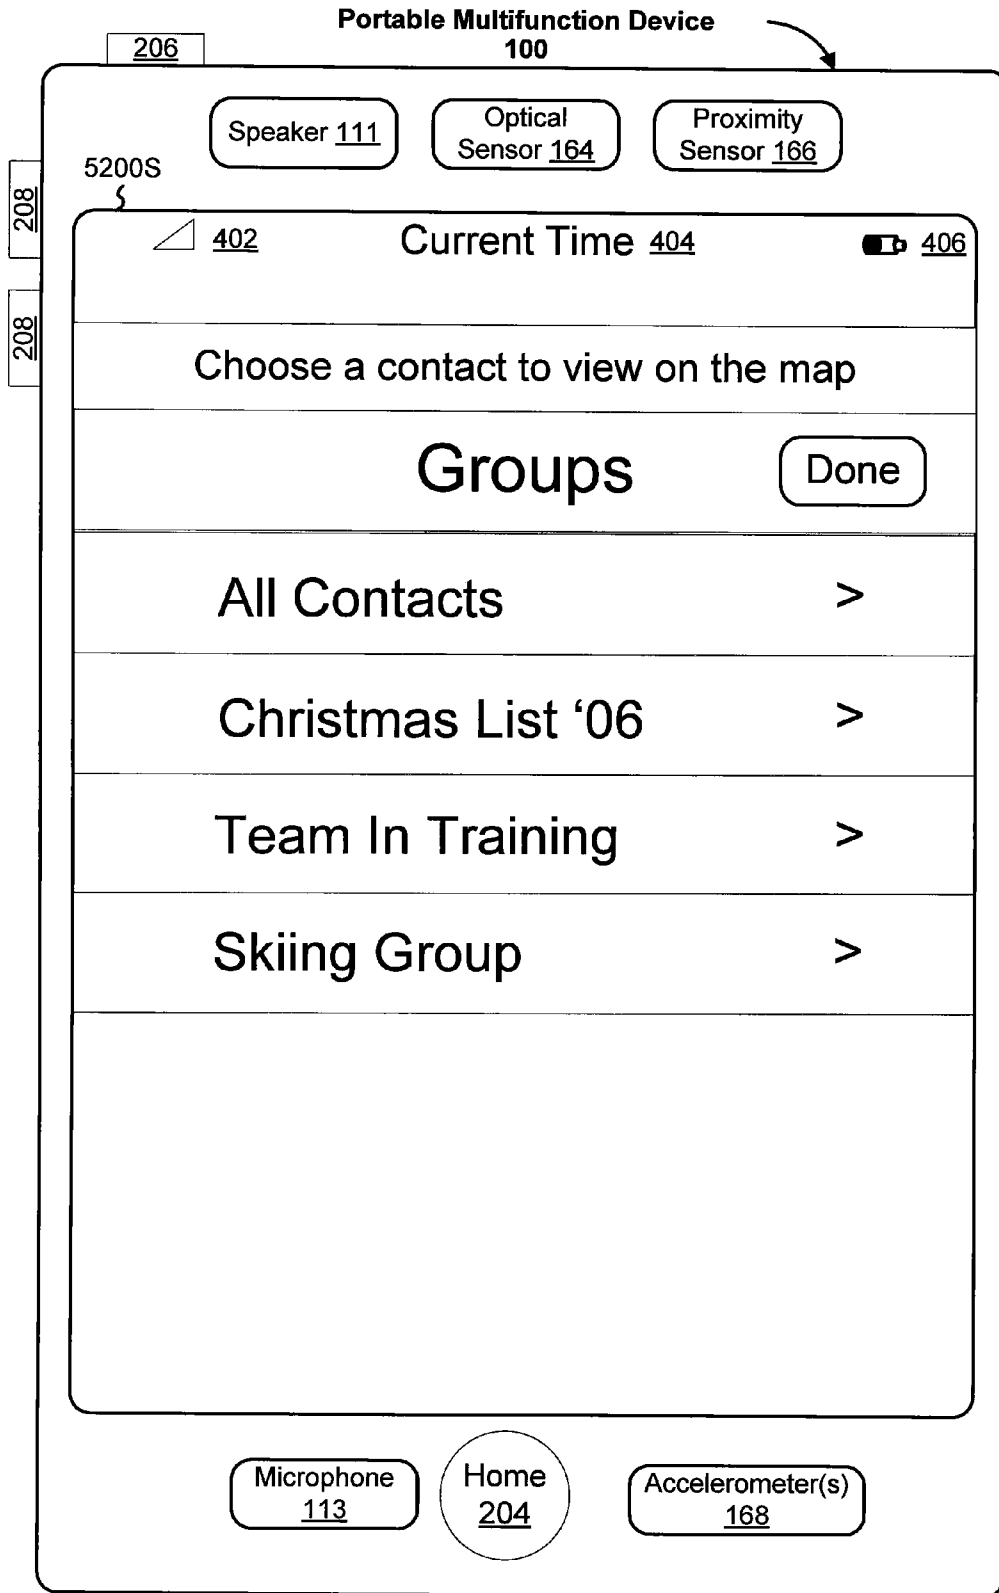 Portable Multifunction Device
100
206
Speaker 111
Optical
Sensor 164
Proximity
Sensor 166
5200S
208
208
402
Current Time 404
406
Choose a contact to view on the map
Groups
Done
All Contacts >
Christmas List ‘06 >
Team In Training >
Skiing Group >
Microphone
113
Home
204
Accelerometer(s)
168